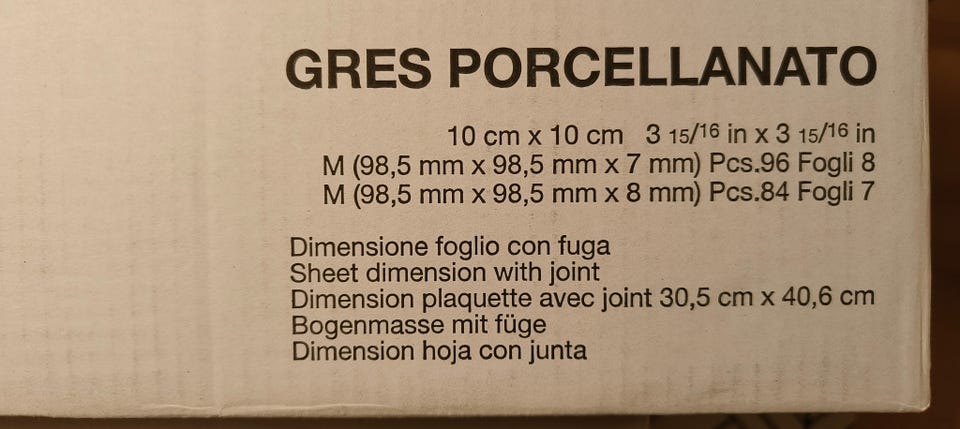 GRES PORCELLANATO
10 cm x 10 cm 3 15/16 in x 3 15/16 in
M (98,5 mm x 98,5 mm x 7 mm) Pcs.96 Fogli 8
M (98,5 mm x 98,5 mm x 8 mm) Pcs.84 Fogli 7
Dimensione foglio con fuga
Sheet dimension with joint
Dimension plaquette avec joint 30,5 cm x 40,6 cm
Bogenmasse mit füge
Dimension hoja con junta